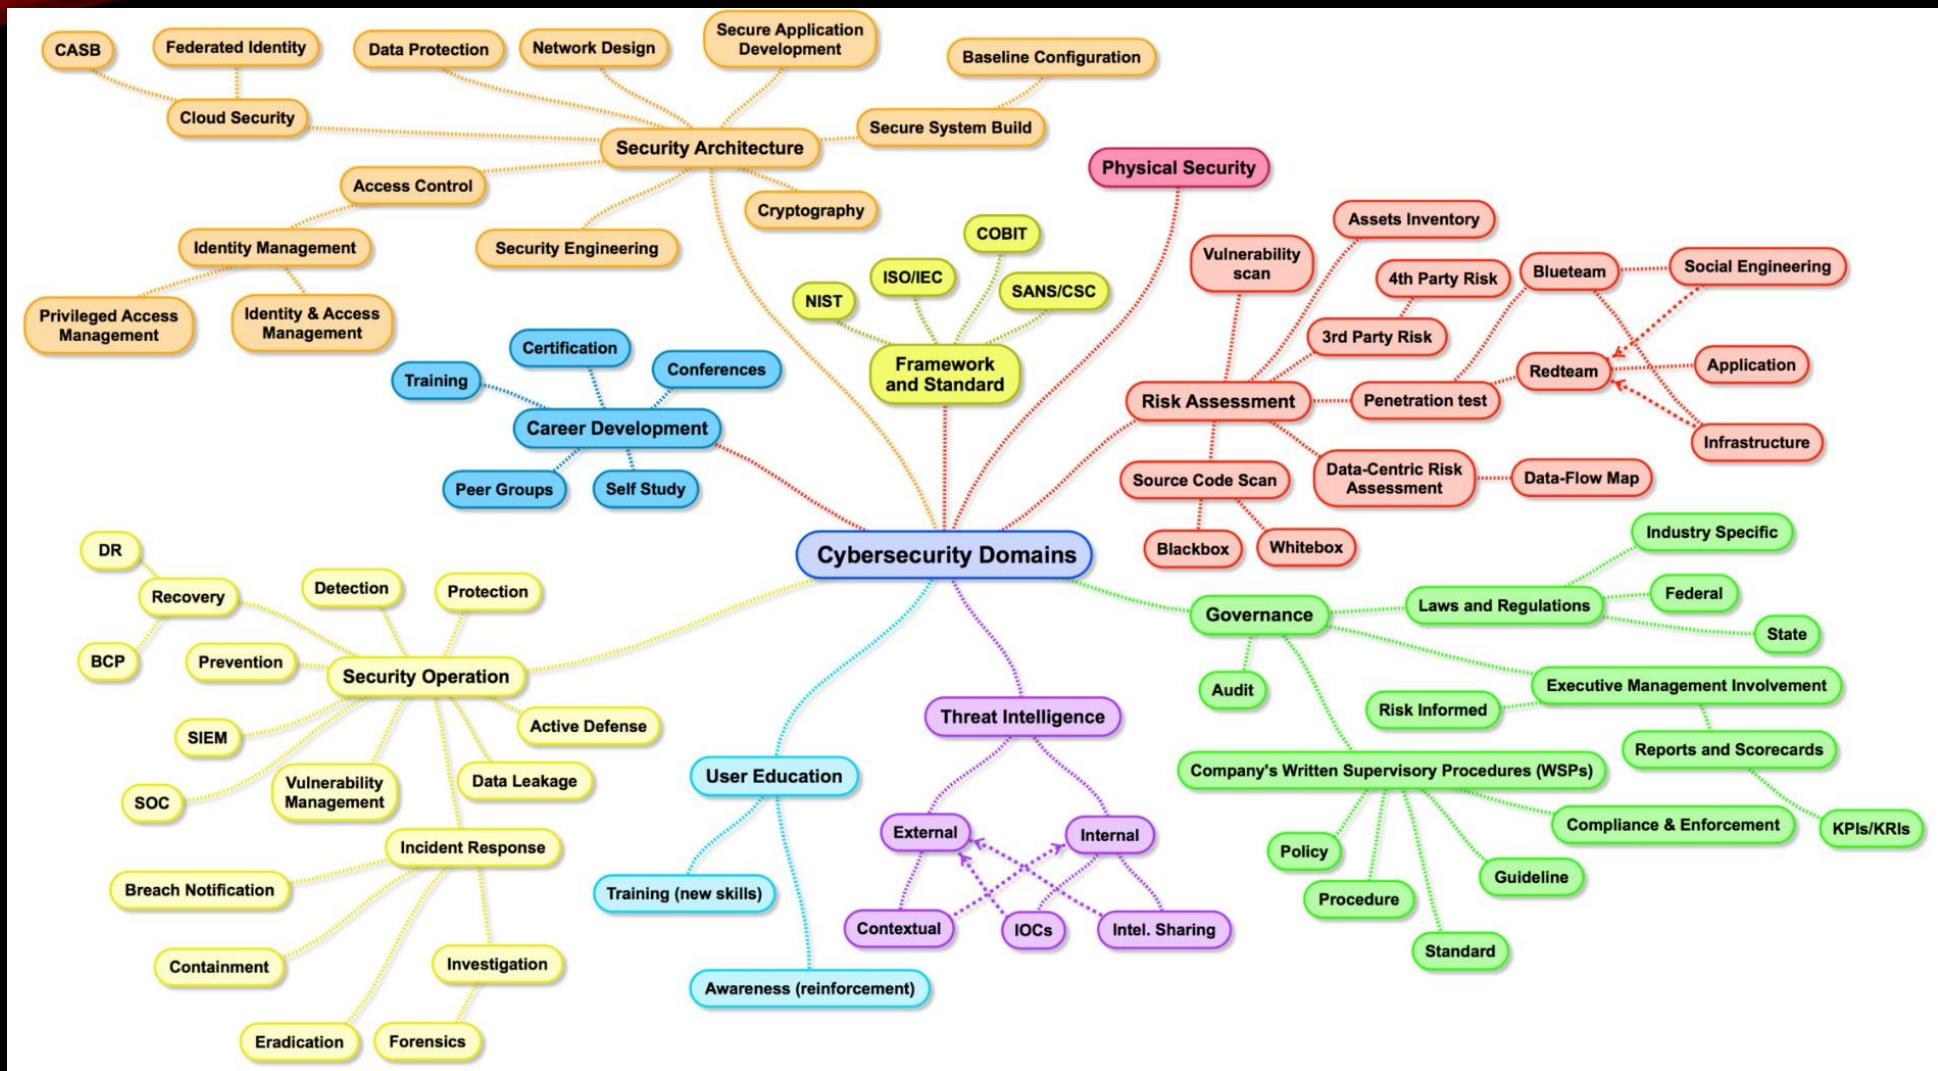 CASB
Federated Identity
Data Protection
Network Design
Secure Application
Development
Baseline Configuration
Cloud Security
Secure System Build
Security Architecture
Physical Security
Access Control
Cryptography
Identity Management
Security Engineering
Privileged Access
Management
Identity & Access
Management
COBIT
ISO/IEC
NIST
SANS/CSC
Framework
and Standard
Assets Inventory
Vulnerability
scan
4th Party Risk
Blueteam
Social Engineering
3rd Party Risk
Redteam
Application
Risk Assessment
Penetration test
Infrastructure
Source Code Scan
Data-Centric Risk
Assessment
Data-Flow Map
Blackbox
Whitebox
Certification
Training
Conferences
Career Development
Peer Groups
Self Study
Cybersecurity Domains
DR
Recovery
Detection
Protection
BCP
Prevention
Security Operation
SIEM
Active Defense
SOC
Vulnerability
Management
Data Leakage
Incident Response
Breach Notification
Containment
Investigation
Eradication
Forensics
User Education
Training (new skills)
Awareness (reinforcement)
Threat Intelligence
External
Internal
Contextual
IOCs
Intel. Sharing
Industry Specific
Governance
Laws and Regulations
Federal
State
Audit
Executive Management Involvement
Risk Informed
Reports and Scorecards
Company's Written Supervisory Procedures (WSPs)
Compliance & Enforcement
KPIs/KRIs
Policy
Procedure
Guideline
Standard